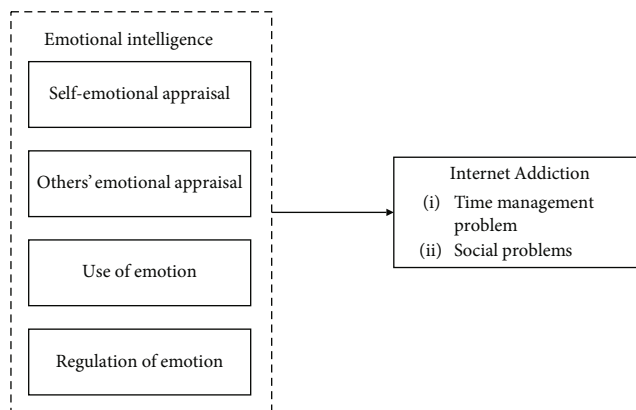 Emotional intelligence
Self-emotional appraisal
Others' emotional appraisal
Use of emotion
Regulation of emotion
Internet Addiction
(i) Time management
problem
(ii) Social problems